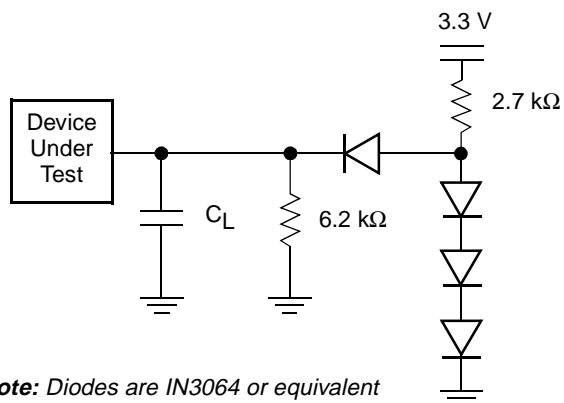 3.3 V
2.7 kΩ
Device
Under
Test
CL
6.2 kΩ
ote: Diodes are IN3064 or equivalent